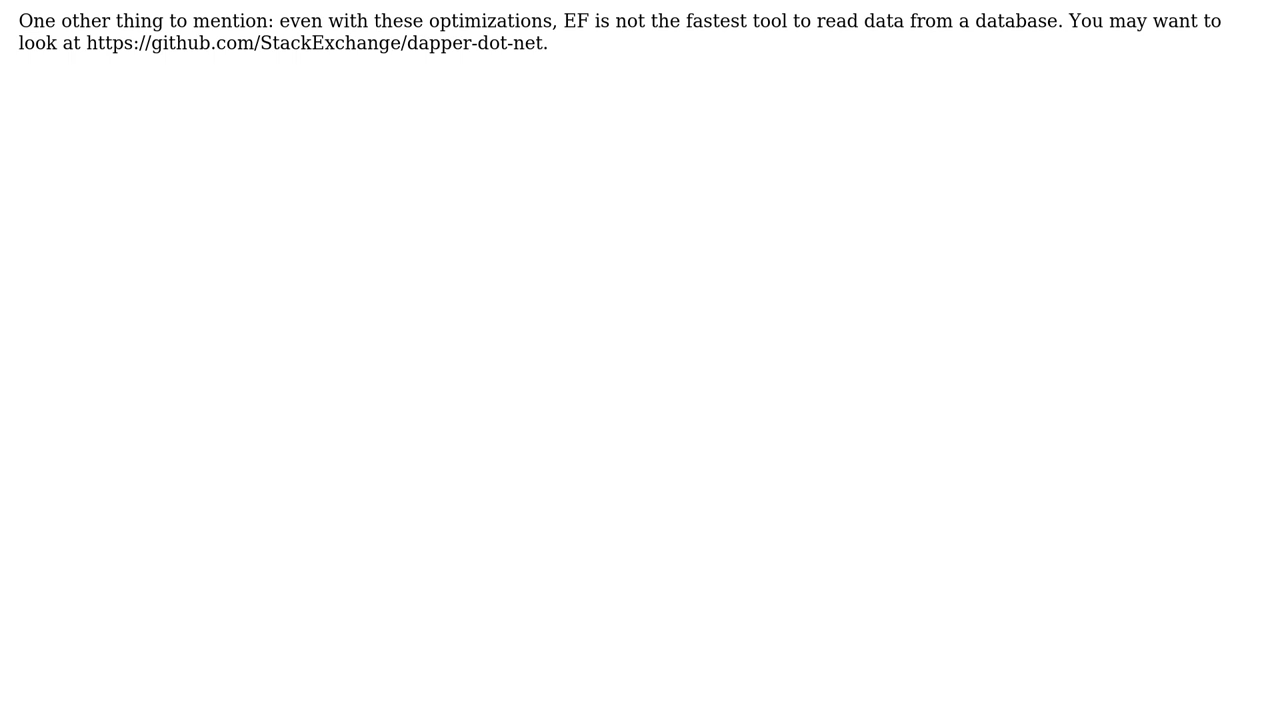 One other thing to mention: even with these optimizations, EF is not the fastest tool to read data from a database. You may want to
look at https://github.com/StackExchange/dapper-dot-net.